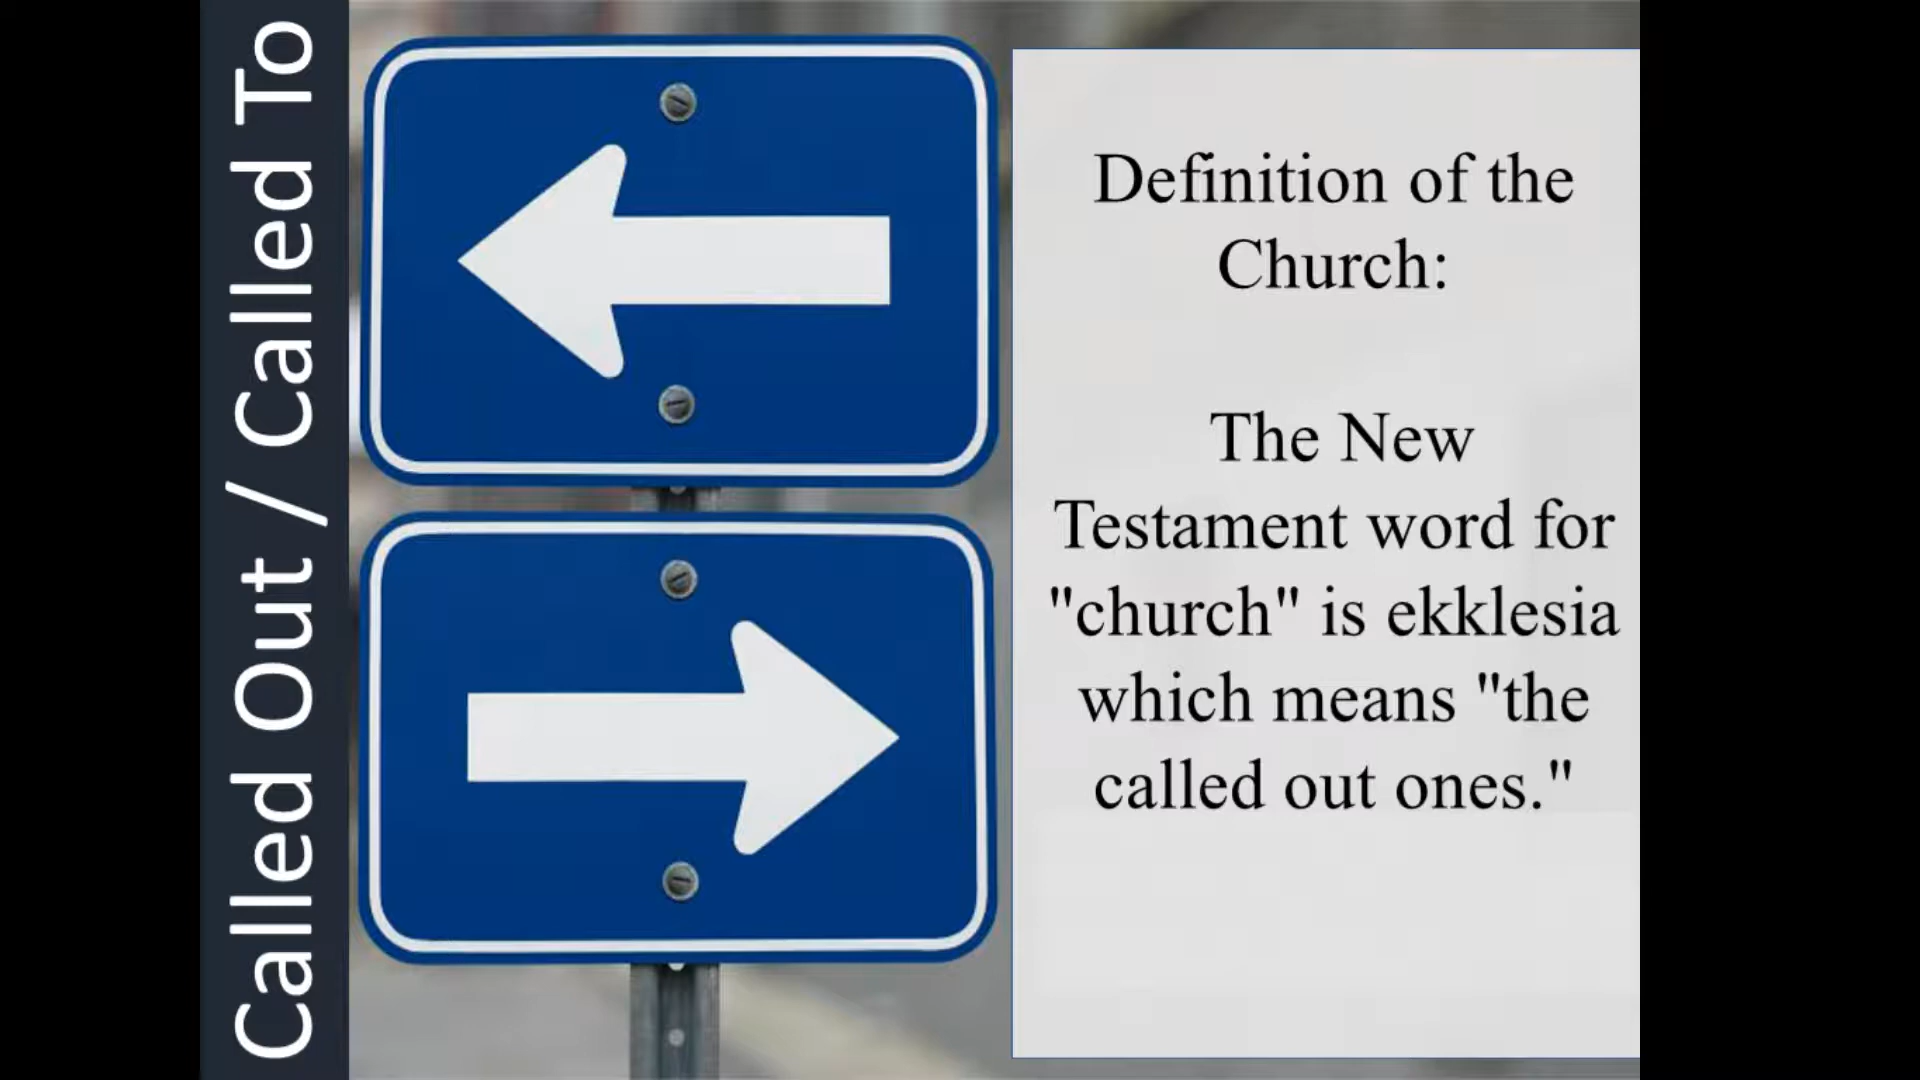 Called Out / Called To
Definition of the
Church:
The New
Testament word for
"church" is ekklesia
which means "the
called out ones."